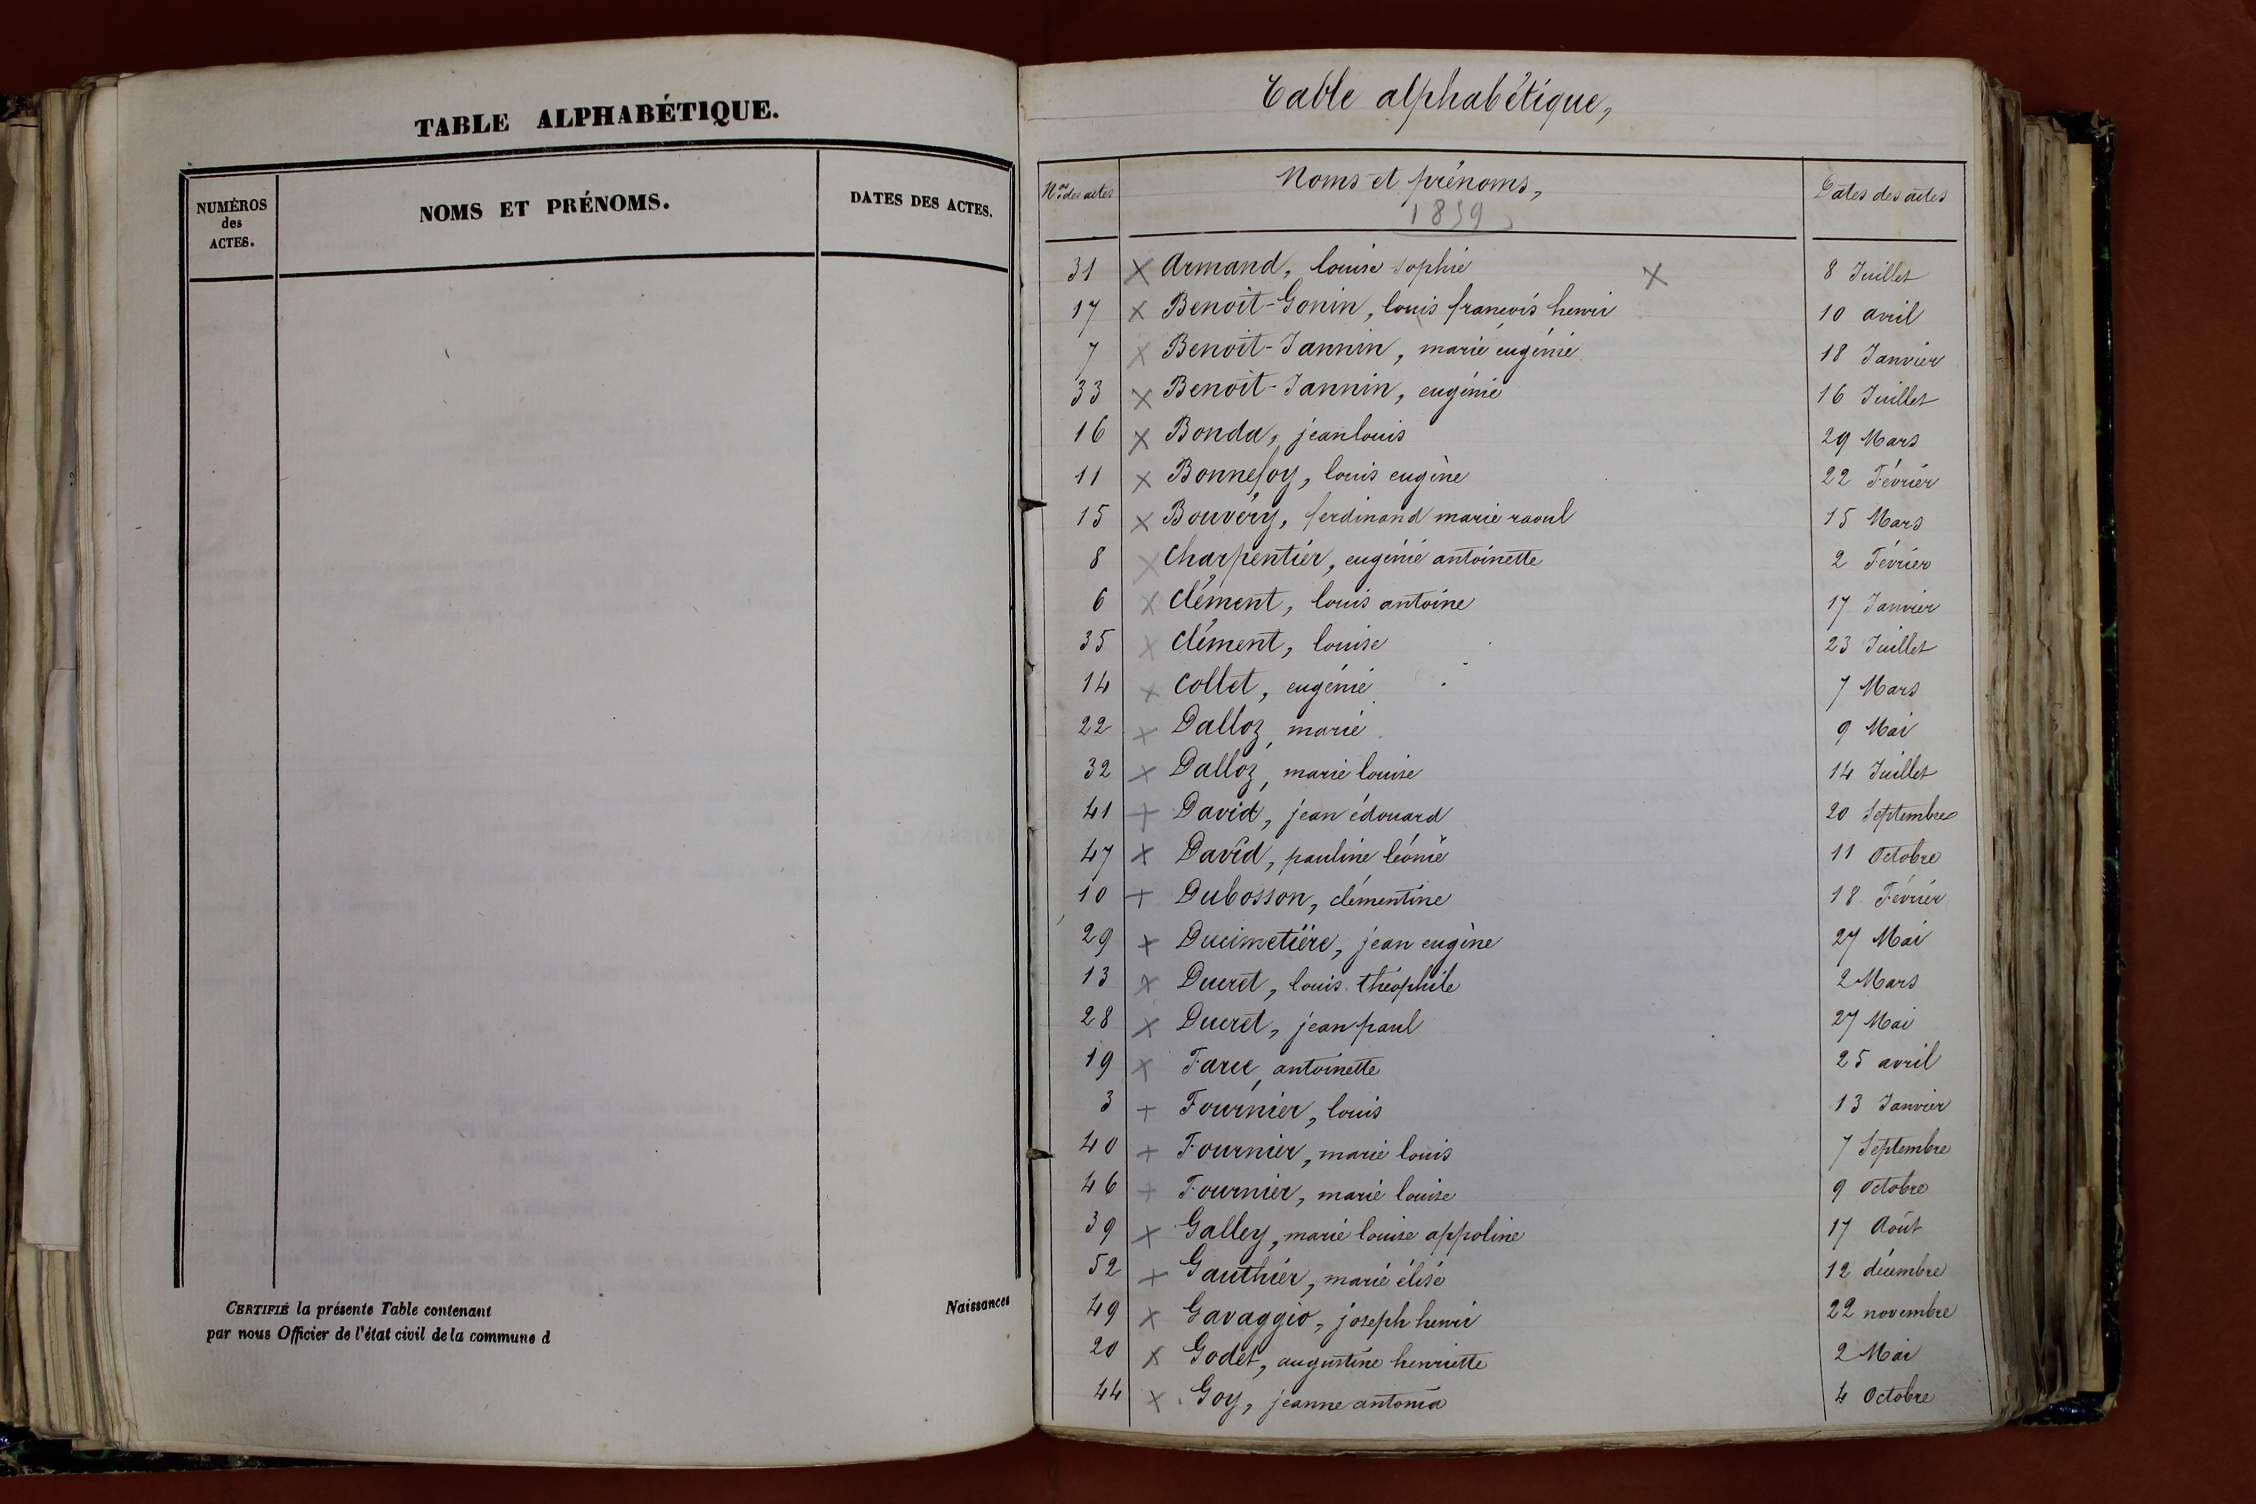 TABLE ALPHABÉTIQUE.
NUMÉROS des ACTES. NOMS ET PRÉNOMS. DATES DES ACTES.
CERTIFIÉ la présente Table contenant Naissances
par nous Officier de l'état civil de la commune d
Table alphabétique,
Nos des actes Noms et prénoms, Dates des actes
1859
31 X Armand, louise sophie X 8 Juillet
17 X Benoit-Gonin, louis françois henri 10 avril
7 X Benoit-Jannin, marie eugénie 18 Janvier
33 X Benoit-Jannin, eugénie 16 Juillet
16 X Bonda, jean louis 29 Mars
11 X Bonnefoy, louis eugène 22 Février
15 X Bouvéry, ferdinand marie raoul 15 Mars
8 X Charpentier, eugénie antoinette 2 Février
6 X Clément, louis antoine 17 Janvier
35 X Clément, louise 23 Juillet
14 X Collet, eugénie 7 Mars
22 X Dalloz, marie 9 Mai
32 X Dalloz, marie louise 14 Juillet
41 X David, jean édouard 20 Septembre
47 X David, pauline léonie 11 Octobre
10 X Dubosson, clémentine 18 Février
29 X Ducimetière, jean eugène 27 Mai
13 X Ducret, louis théophile 2 Mars
28 X Ducret, jean paul 27 Mai
19 X Farce, antoinette 25 avril
3 X Fournier, louis 13 Janvier
40 X Fournier, marie louis 7 Septembre
46 X Fournier, marie louise 9 Octobre
39 X Galley, marie louise appoline 17 Août
52 X Gauthier, marie élisé 12 décembre
49 X Gavaggio, joseph henri 22 novembre
20 X Godet, augustine henriette 2 Mai
44 X Goy, jeanne antonia 4 Octobre